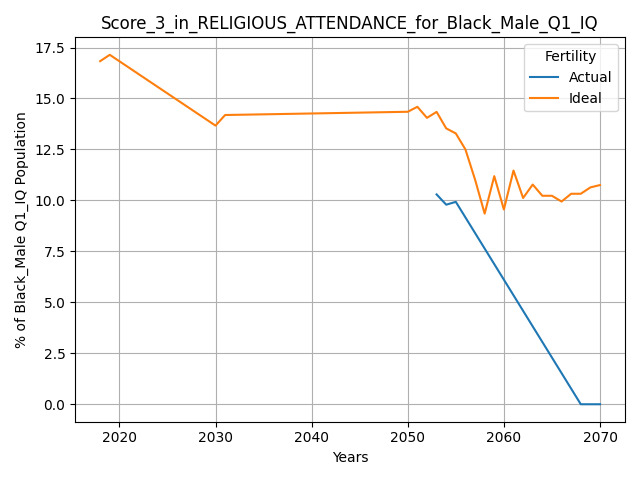 Score_3_in_RELIGIOUS_ATTENDANCE_for_Black_Male_Q1_IQ
Fertility
Actual
Ideal
% of Black_Male Q1_IQ Population
17.5
15.0
12.5
10.0
7.5
5.0
2.5
0.0
2020 2030 2040 2050 2060 2070
Years